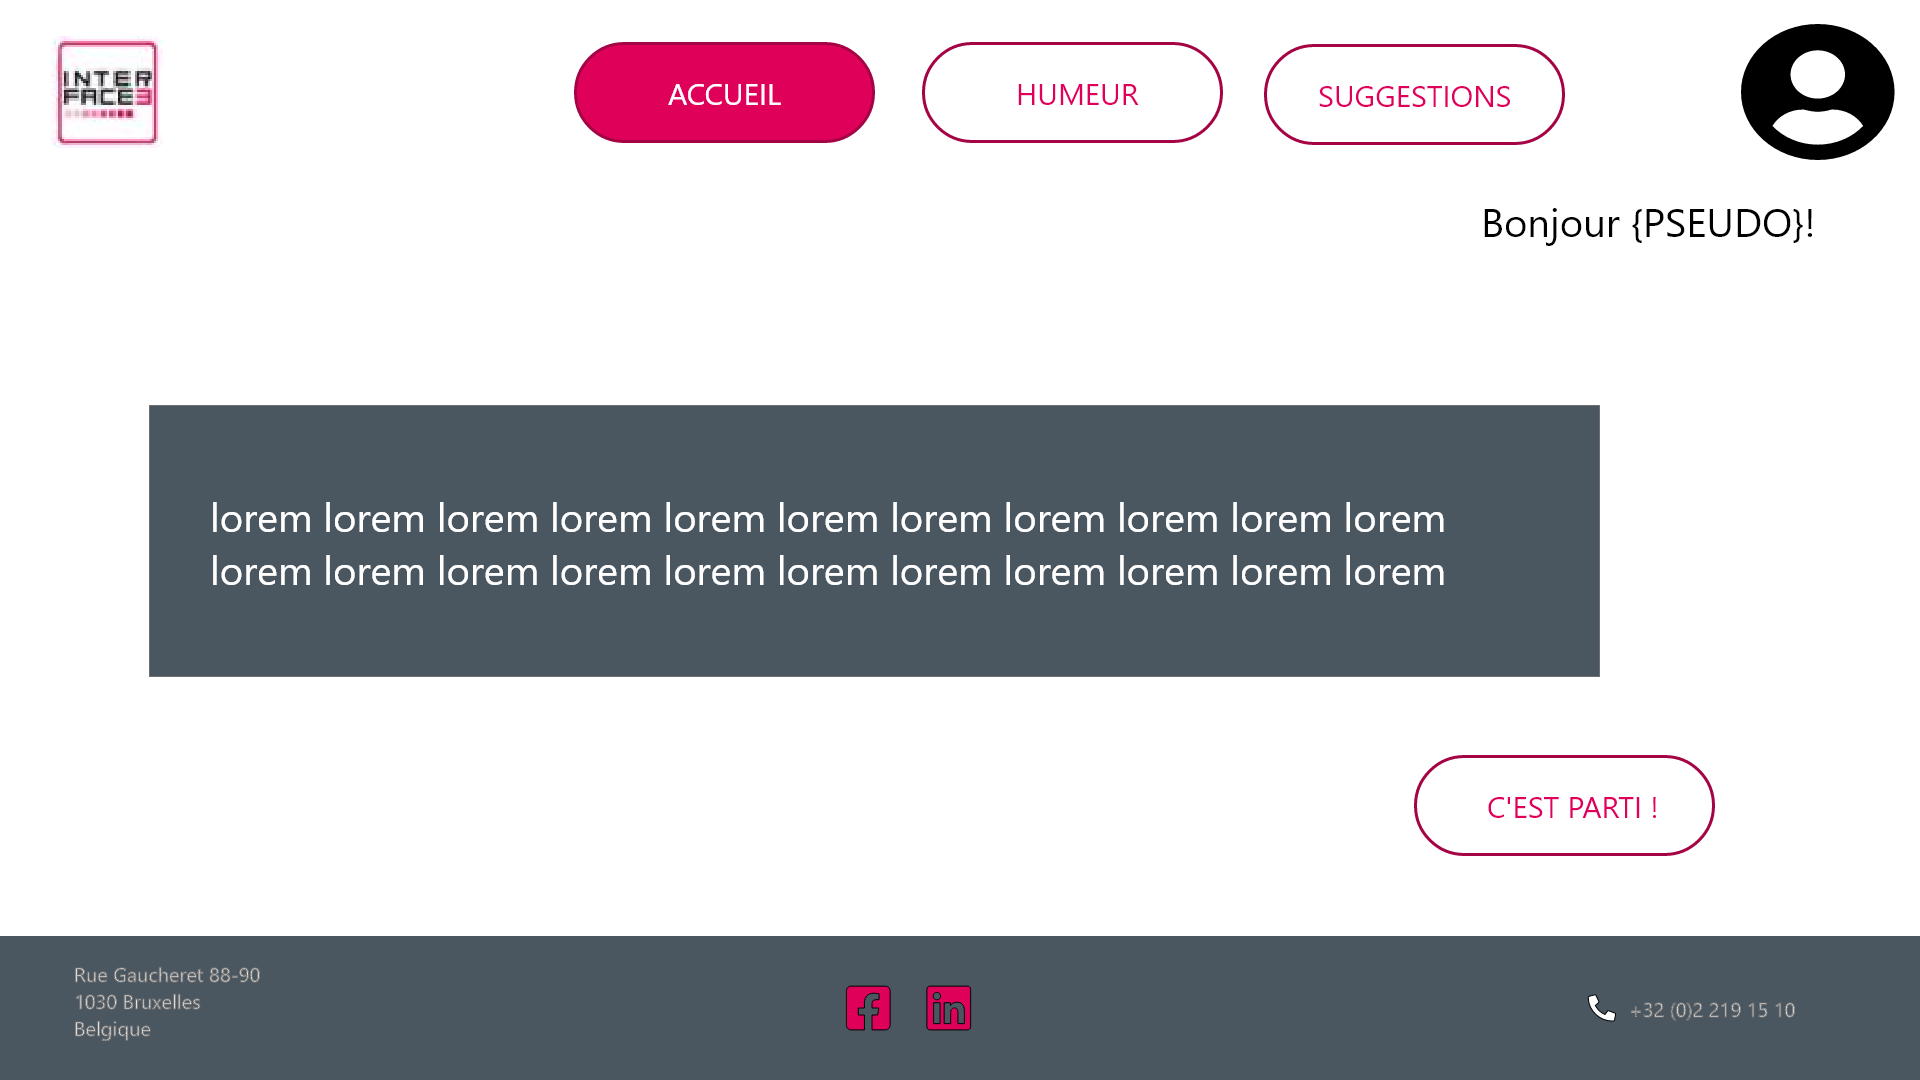 INTER
FACE3
ACCUEIL
HUMEUR
SUGGESTIONS
Bonjour {PSEUDO}!
lorem lorem lorem lorem lorem lorem lorem lorem lorem lorem lorem
lorem lorem lorem lorem lorem lorem lorem lorem lorem lorem lorem
C'EST PARTI !
Rue Gaucheret 88-90
1030 Bruxelles
Belgique
in
+32 (0)2 219 15 10